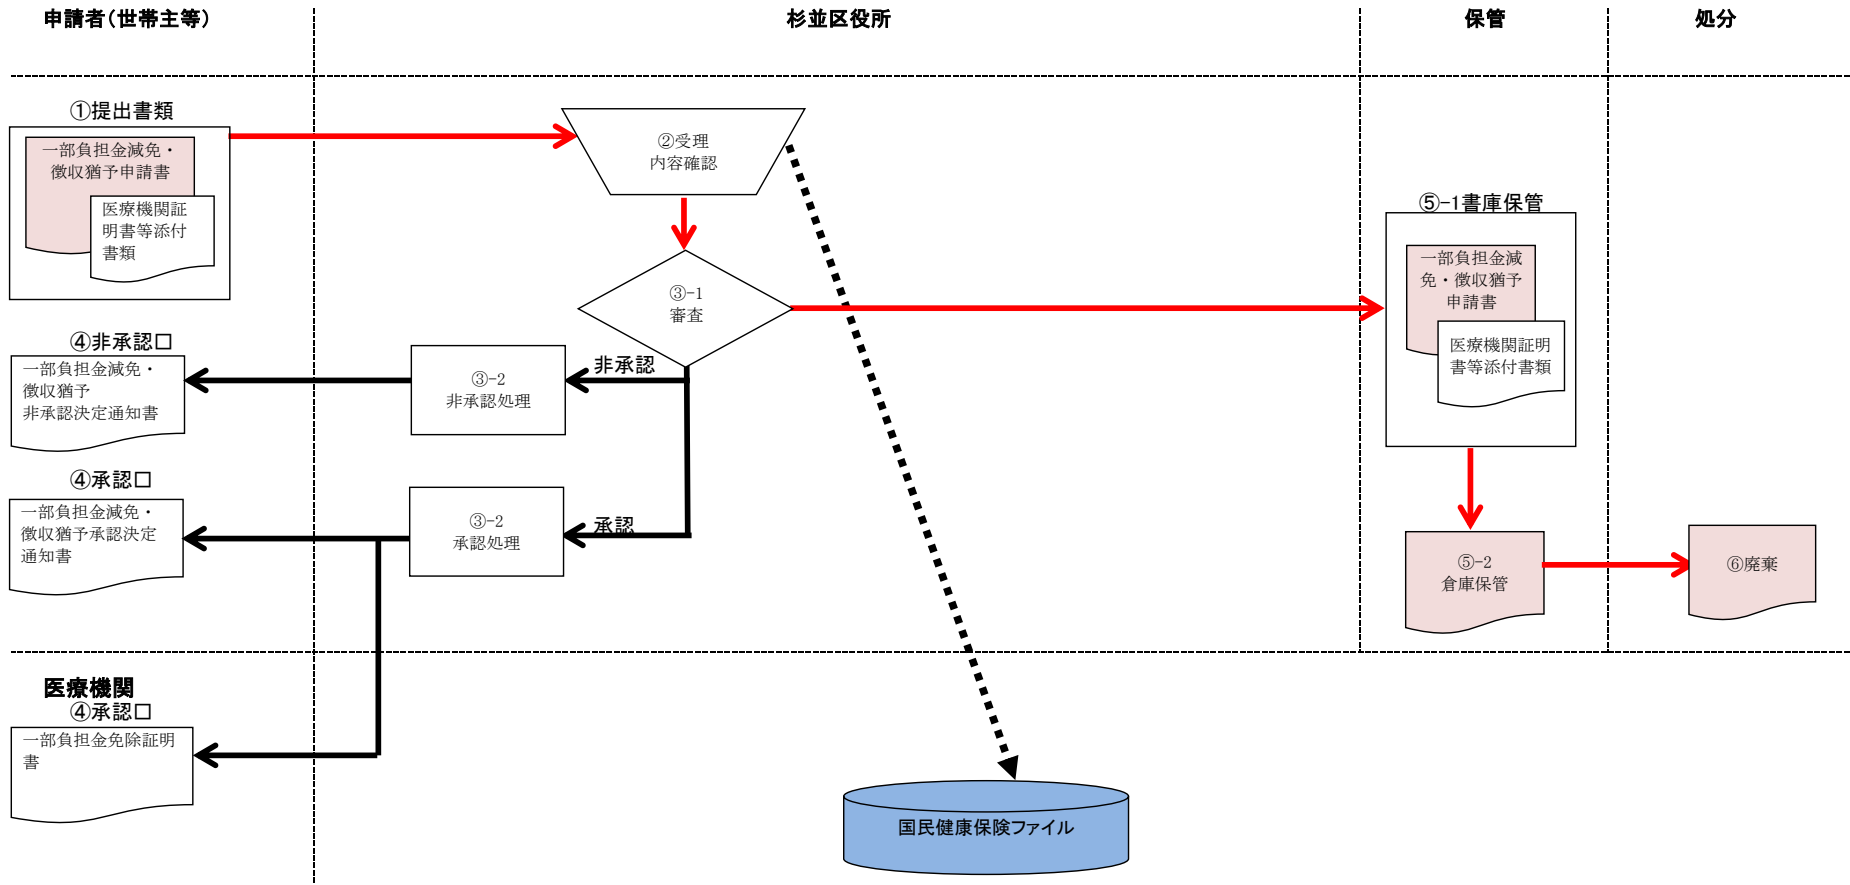 申請者(世帯主等)
杉並区役所
保管
処分
①提出書類
一部負担金減免・
徴収猶予申請書
医療機関証
明書等添付
書類
②受理
内容確認
③-1
審査
⑤-1書庫保管
一部負担金減
免・徴収猶予
申請書
医療機関証明
書等添付書類
④非承認口
一部負担金減免・
徴収猶予
非承認決定通知書
③-2
非承認処理
非承認
④承認口
一部負担金減免・
徴収猶予承認決定
通知書
③-2
承認処理
承認
⑤-2
倉庫保管
⑥廃棄
医療機関
④承認口
一部負担金免除証明
書
国民健康保険ファイル